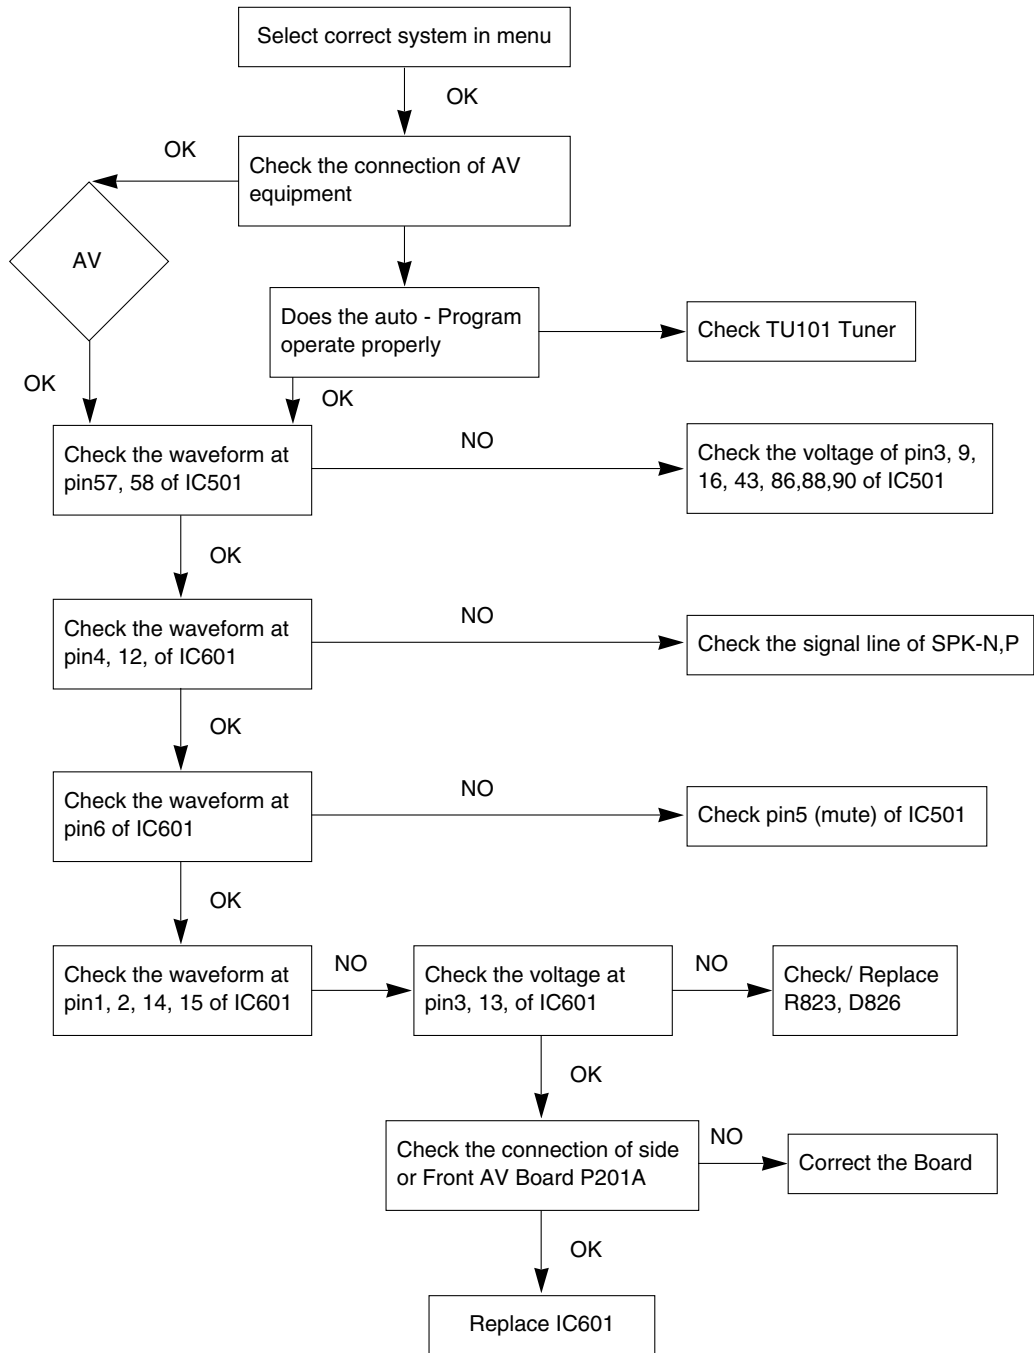 Select correct system in menu
OK
OK
Check the connection of AV
equipment
AV
Does the auto - Program
operate properly
Check TU101 Tuner
OK
OK
Check the waveform at
pin57, 58 of IC501
NO
Check the voltage of pin3, 9,
16, 43, 86,88,90 of IC501
OK
Check the waveform at
pin4, 12, of IC601
NO
Check the signal line of SPK-N,P
OK
Check the waveform at
pin6 of IC601
NO
Check pin5 (mute) of IC501
OK
Check the waveform at
pin1, 2, 14, 15 of IC601
NO
Check the voltage at
pin3, 13, of IC601
NO
Check/ Replace
R823, D826
OK
Check the connection of side
or Front AV Board P201A
NO
Correct the Board
OK
Replace IC601